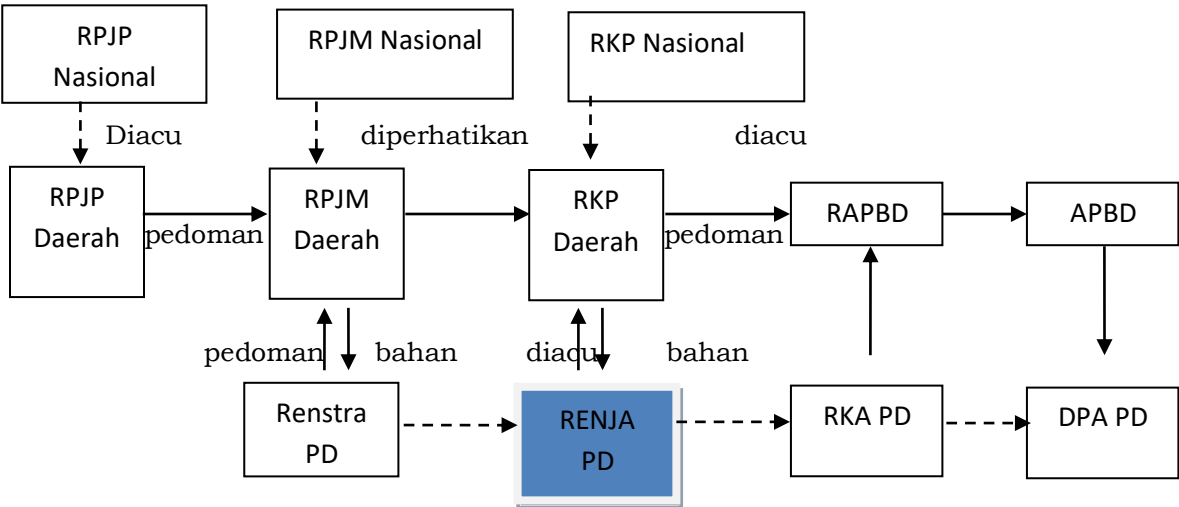 RPJP
Nasional
RPJM Nasional
RKP Nasional
Diacu
diperhatikan
diacu
RPJP
Daerah
pedoman
RPJM
Daerah
RKP
Daerah
pedoman
RAPBD
APBD
pedoman
bahan
diacu
bahan
Renstra
PD
RENJA
PD
RKA PD
DPA PD